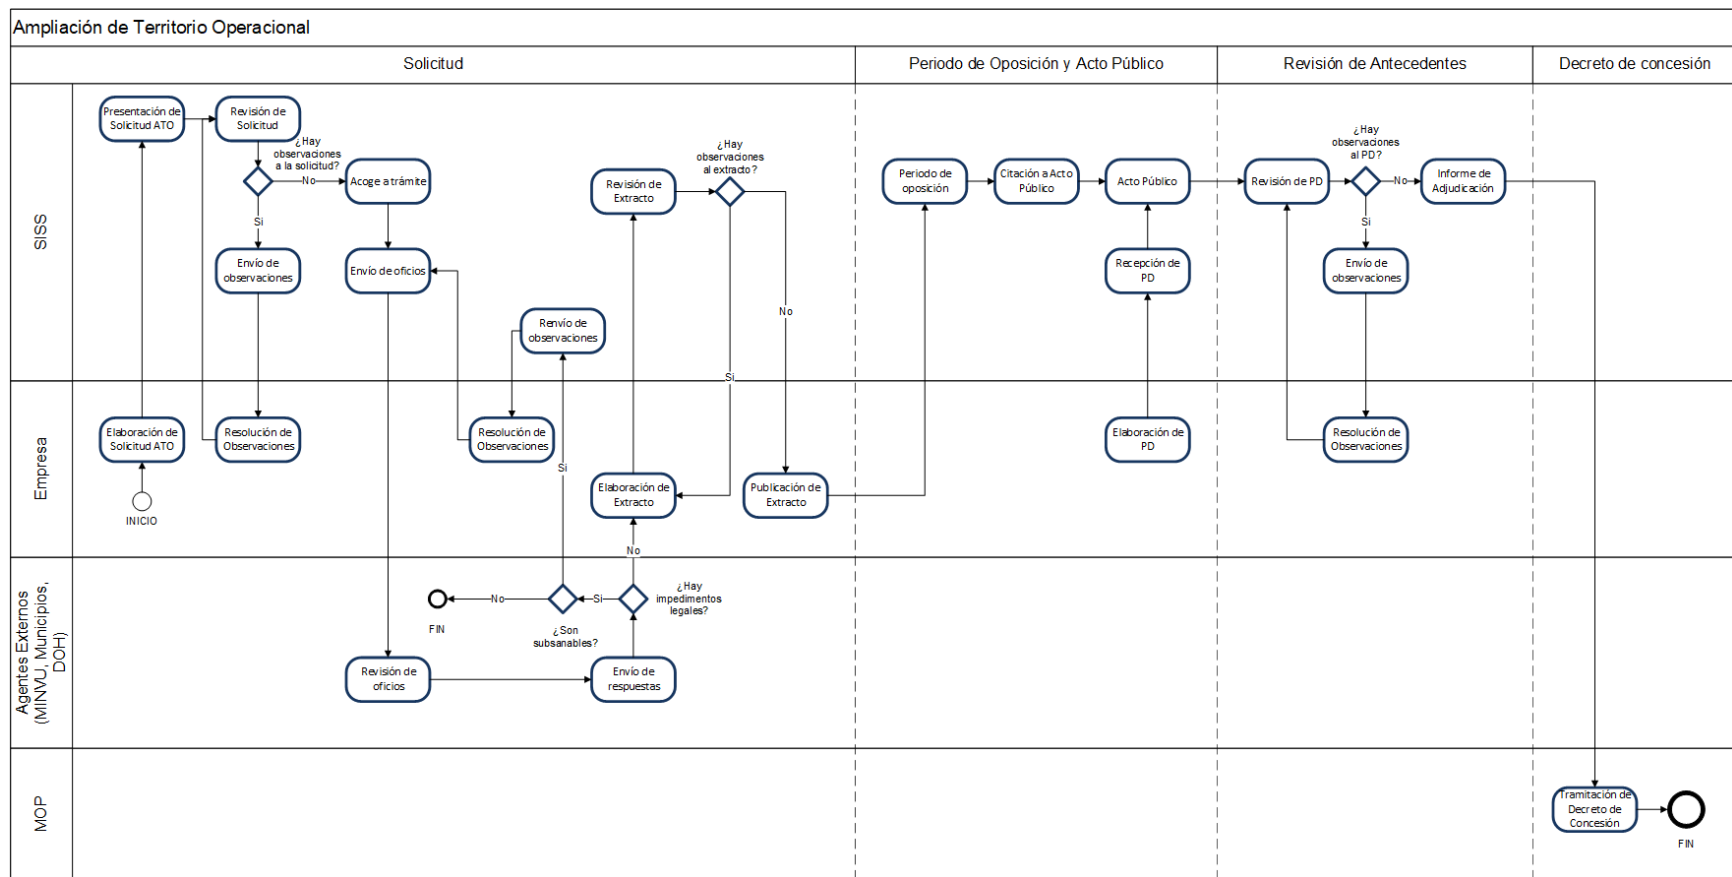 Ampliación de Territorio Operacional
Solicitud
Periodo de Oposición y Acto Público
Revisión de Antecedentes
Decreto de concesión
SISS
Presentación de
Solicitud ATO
Revisión de
Solicitud
¿Hay
observaciones
a la solicitud?
No
Acoge a trámite
Si
Envío de
observaciones
Envío de oficios
Renvío de
observaciones
Revisión de
Extracto
¿Hay
observaciones
al extracto?
No
Si
Periodo de
oposición
Citación a Acto
Público
Acto Público
Recepción de
PD
Revisión de PD
¿Hay
observaciones
al PD?
No
Si
Informe de
Adjudicación
Envío de
observaciones
Empresa
Elaboración de
Solicitud ATO
INICIO
Resolución de
Observaciones
Resolución de
Observaciones
Si
Elaboración de
Extracto
Publicación de
Extracto
No
Elaboración de
PD
Resolución de
Observaciones
Agentes Externos
(MINVU, Municipios,
DOH)
FIN
No
¿Son
subsanables?
Si
¿Hay
impedimentos
legales?
Revisión de
oficios
Envío de
respuestas
MOP
Tramitación de
Decreto de
Concesión
FIN